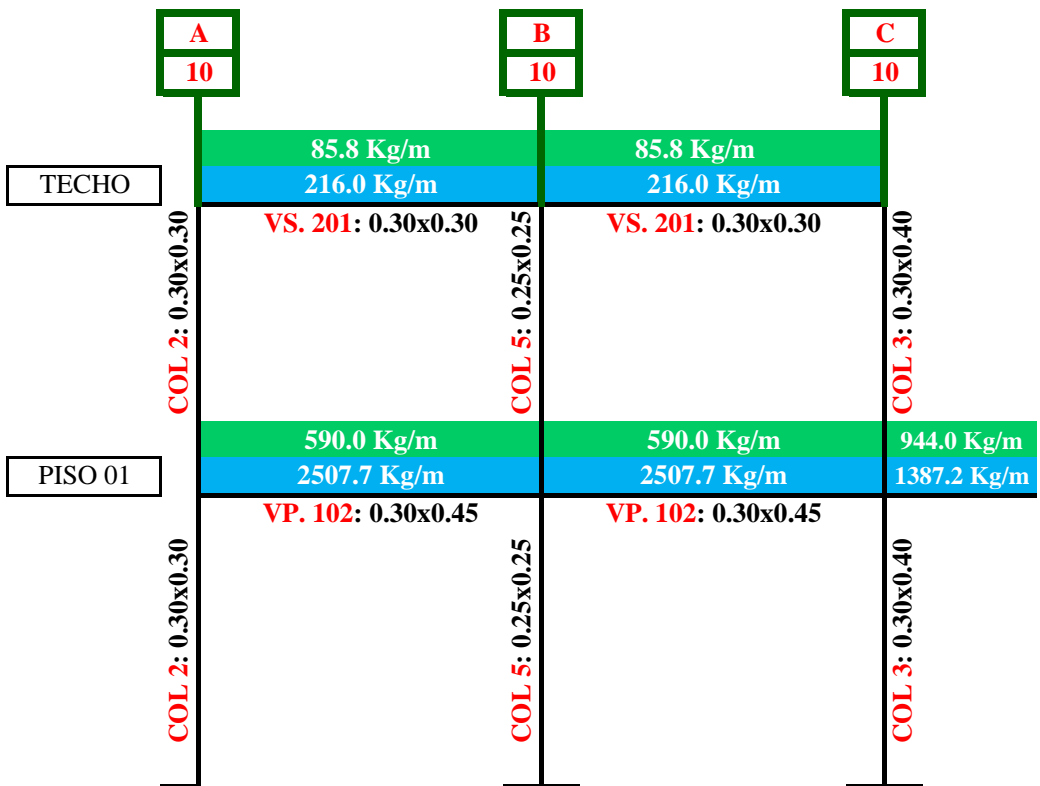 A
10
B
10
C
10
85.8 Kg/m
85.8 Kg/m
TECHO
216.0 Kg/m
216.0 Kg/m
VS. 201: 0.30x0.30
VS. 201: 0.30x0.30
COL 2: 0.30x0.30
COL 5: 0.25x0.25
COL 3: 0.30x0.40
590.0 Kg/m
590.0 Kg/m
944.0 Kg/m
PISO 01
2507.7 Kg/m
2507.7 Kg/m
1387.2 Kg/m
VP. 102: 0.30x0.45
VP. 102: 0.30x0.45
COL 2: 0.30x0.30
COL 5: 0.25x0.25
COL 3: 0.30x0.40